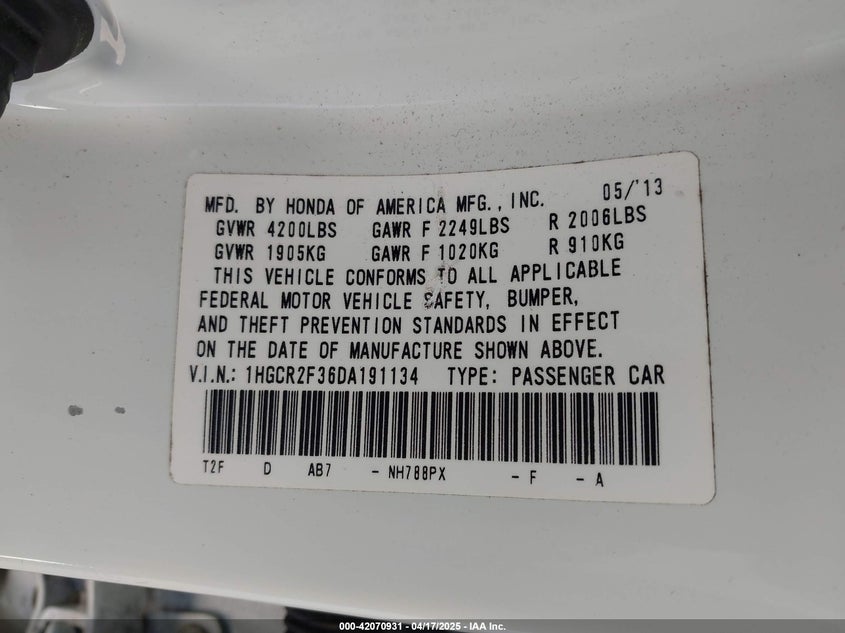 MFD. BY HONDA OF AMERICA MFG., INC. 05/'13
GVWR 4200LBS GAWR F 2249LBS R 2006LBS
GVWR 1905KG GAWR F 1020KG R 910KG
THIS VEHICLE CONFORMS TO ALL APPLICABLE
FEDERAL MOTOR VEHICLE SAFETY, BUMPER,
AND THEFT PREVENTION STANDARDS IN EFFECT
ON THE DATE OF MANUFACTURE SHOWN ABOVE.
V.I.N.: 1HGCR2F36DA191134 TYPE: PASSENGER CAR
T2F D AB7 - NH788PX - F - A
000-42070931 - 04/17/2025 - IAA Inc.